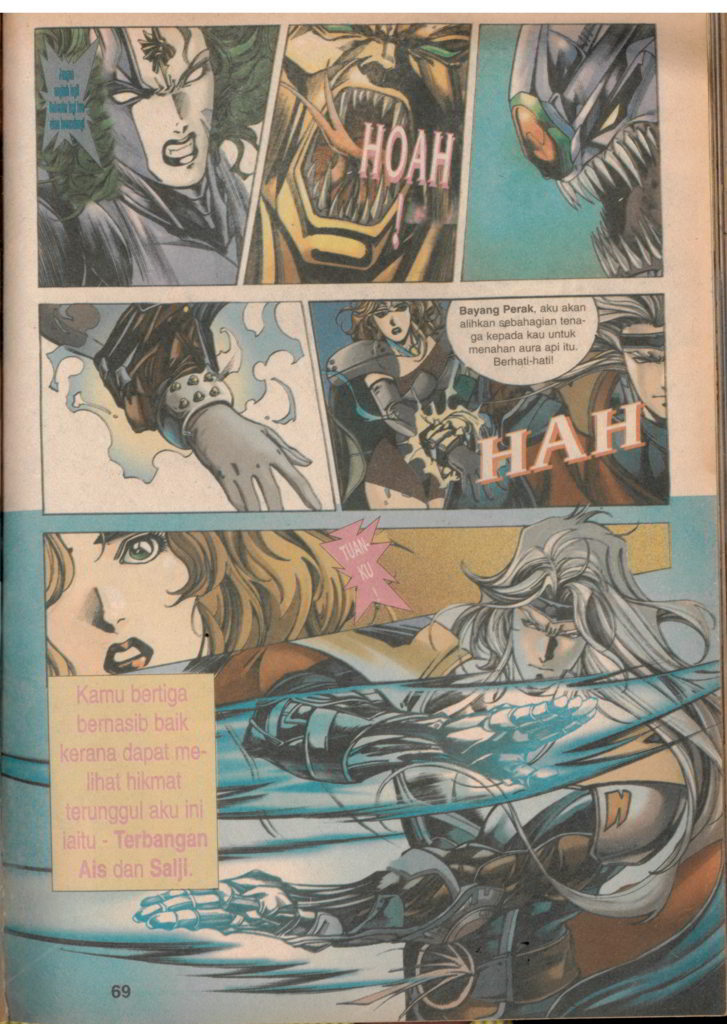 HOAH
!
Bayang Perak, aku akan
alihkan sebahagian tena-
ga kepada kau untuk
menahan aura api itu.
Berhati-hati!
HAH
TUAN-
KU
!
Kamu bertiga
bernasib baik
kerana dapat me-
lihat hikmat
terunggul aku ini
iaitu - Terbangan
Ais dan Salji.
69